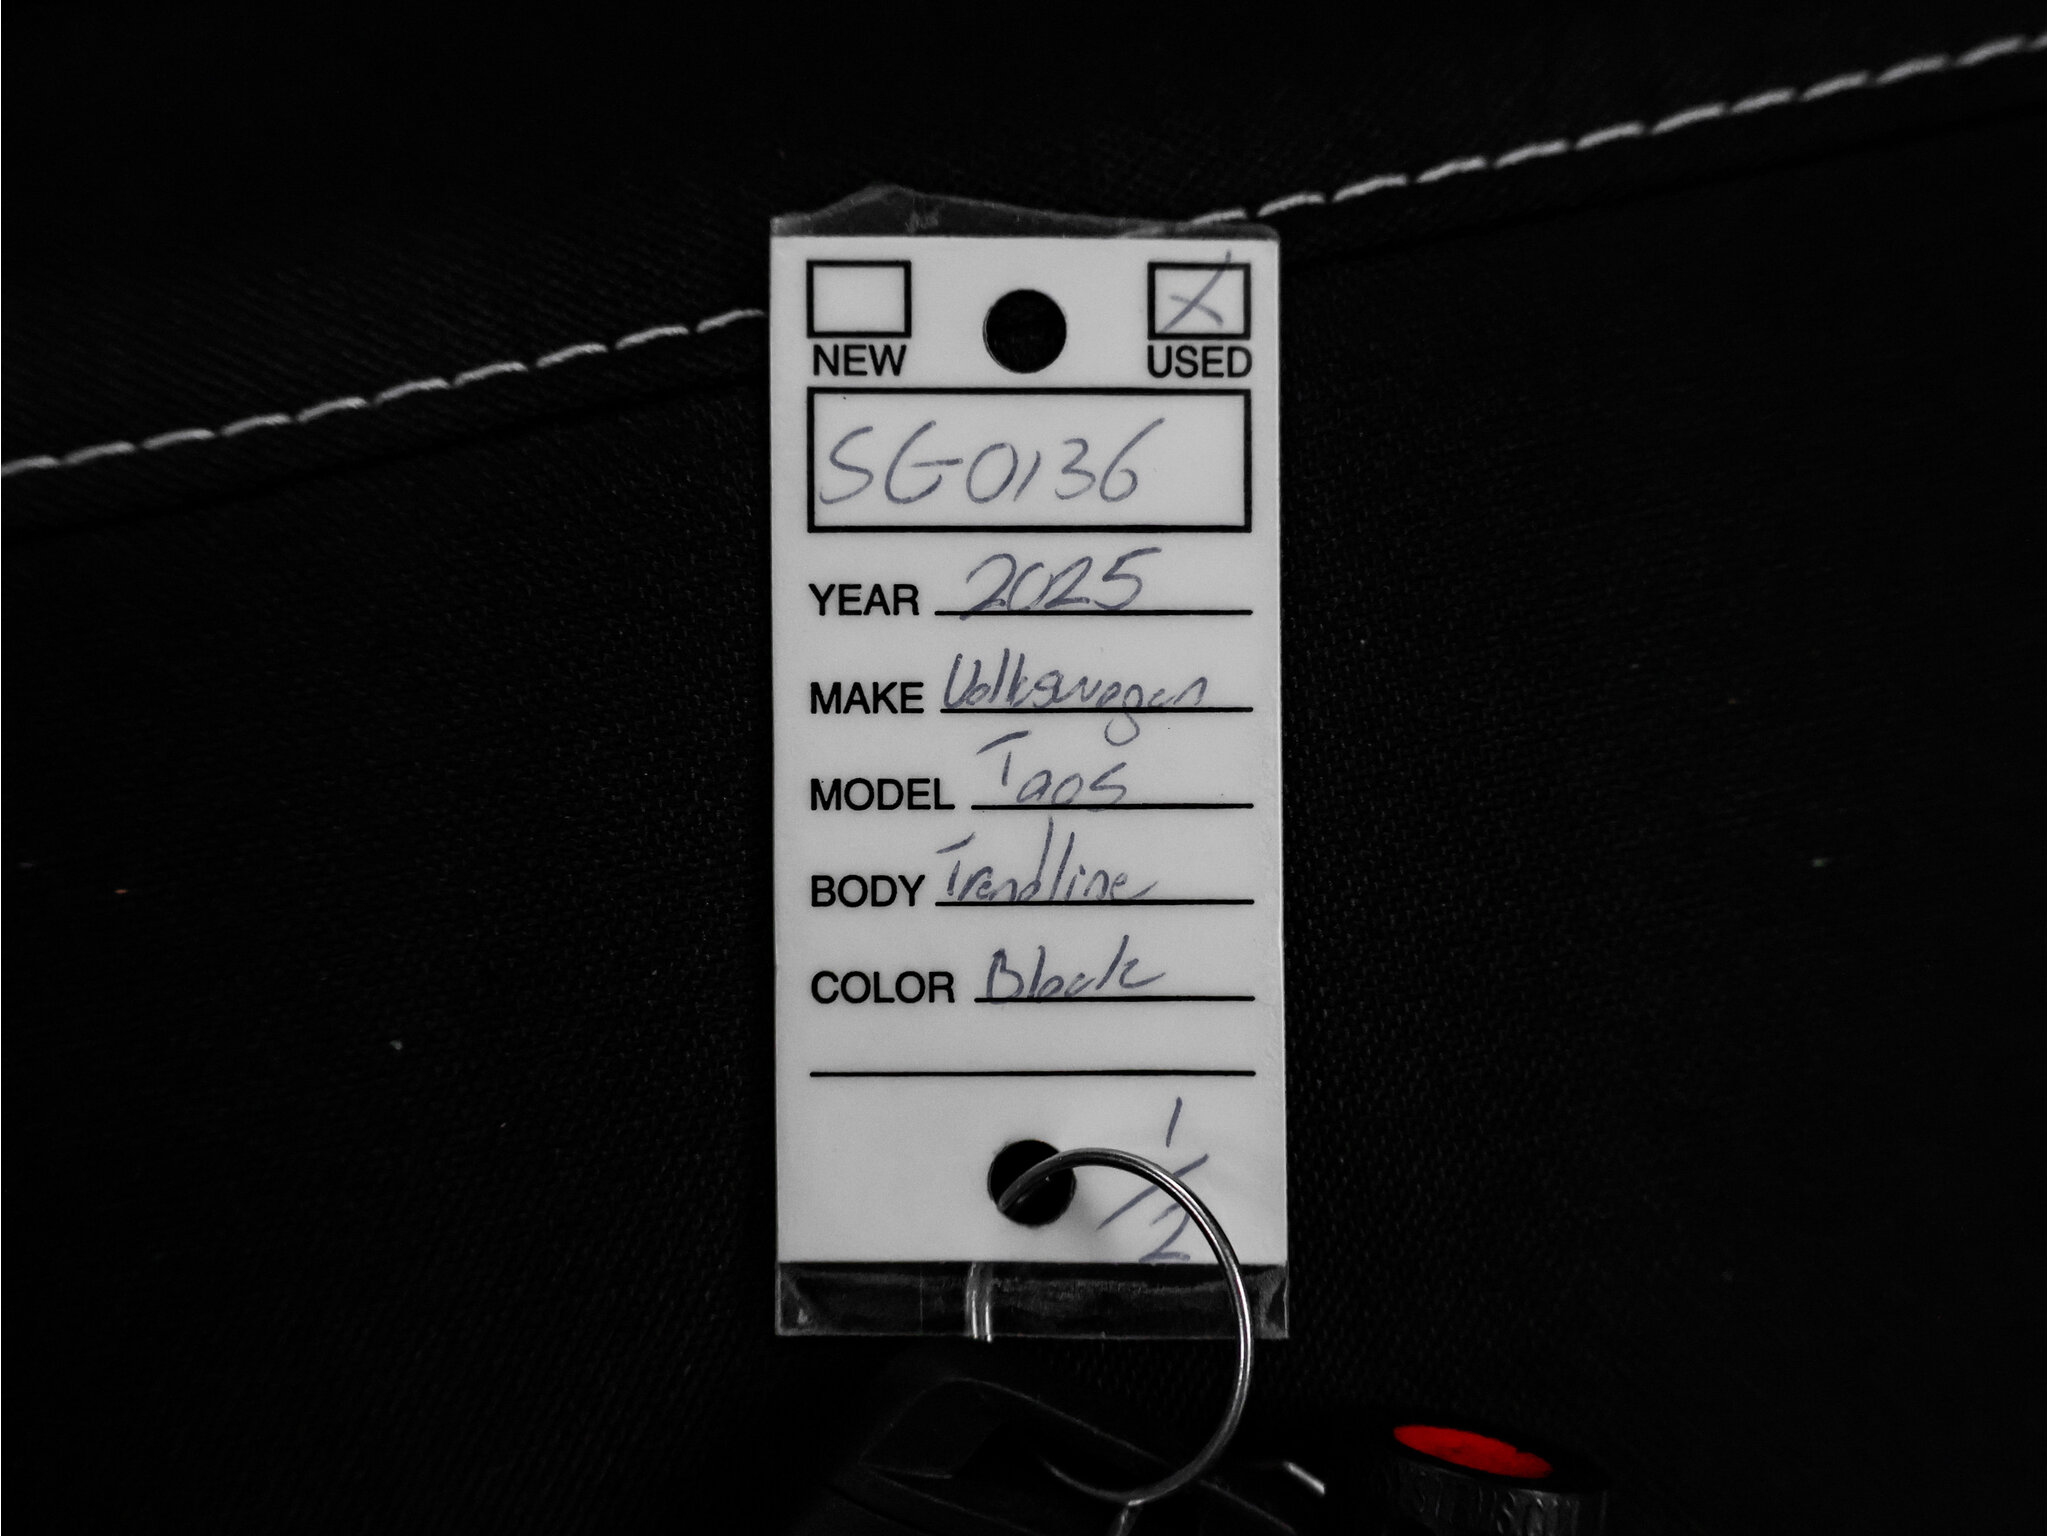 NEW X USED
SG0136
YEAR 2025
MAKE Volkswagen
MODEL Taos
BODY Trendline
COLOR Black
1/2